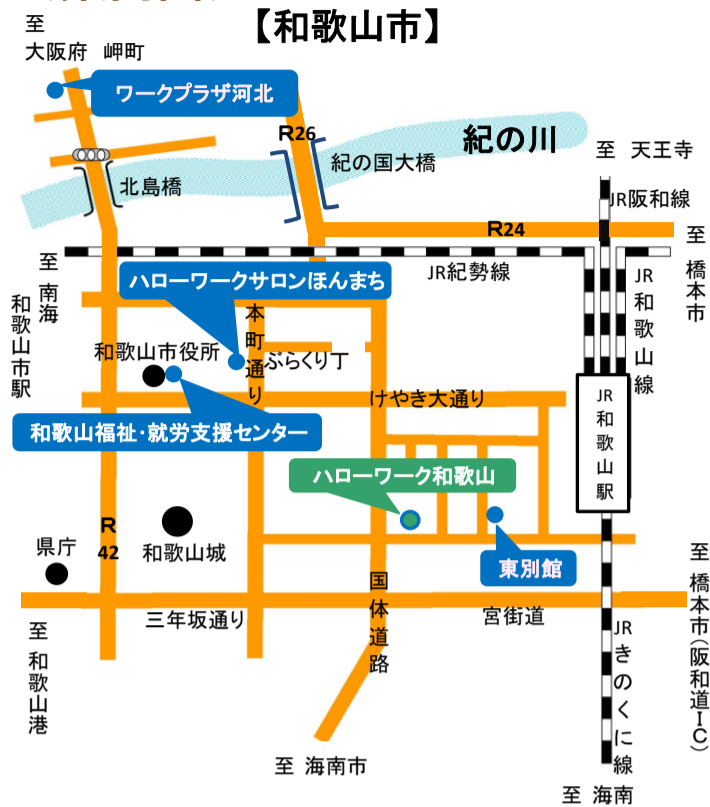 【和歌山市】
至
大阪府 岬町
ワークプラザ河北
R26
紀の川
紀の国大橋
北島橋
至 天王寺
JR阪和線
R24
至 橋本市
至 南海
和歌山市駅
JR紀勢線
JR和歌山線
ハローワークサロンほんまち
本町通り
和歌山市役所
ぶらくり丁
けやき大通り
JR和歌山駅
和歌山福祉・就労支援センター
ハローワーク和歌山
R
42
和歌山城
県庁
東別館
国体道路
三年坂通り
宮街道
至 和歌山港
至 橋本市(阪和道IC)
JRきのくに線
至 海南市
至 海南